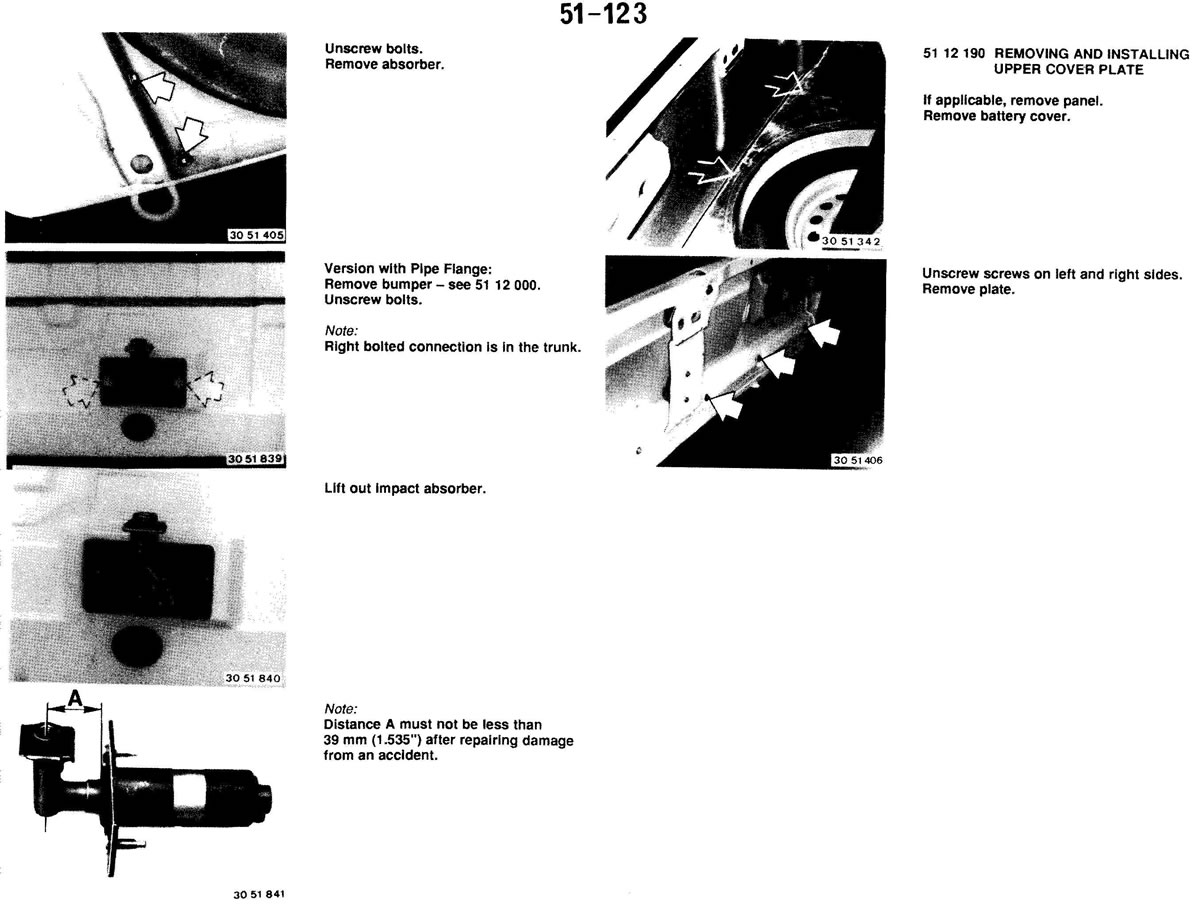 51-123
Unscrew bolts.
Remove absorber.
30 51 405
Version with Pipe Flange:
Remove bumper – see 51 12 000.
Unscrew bolts.
Note:
Right bolted connection is in the trunk.
30 51 839
Lift out impact absorber.
30 51 840
A
Note:
Distance A must not be less than
39 mm (1.535") after repairing damage
from an accident.
30 51 841
51 12 190 REMOVING AND INSTALLING
UPPER COVER PLATE
If applicable, remove panel.
Remove battery cover.
30 51 342
Unscrew screws on left and right sides.
Remove plate.
30 51 406